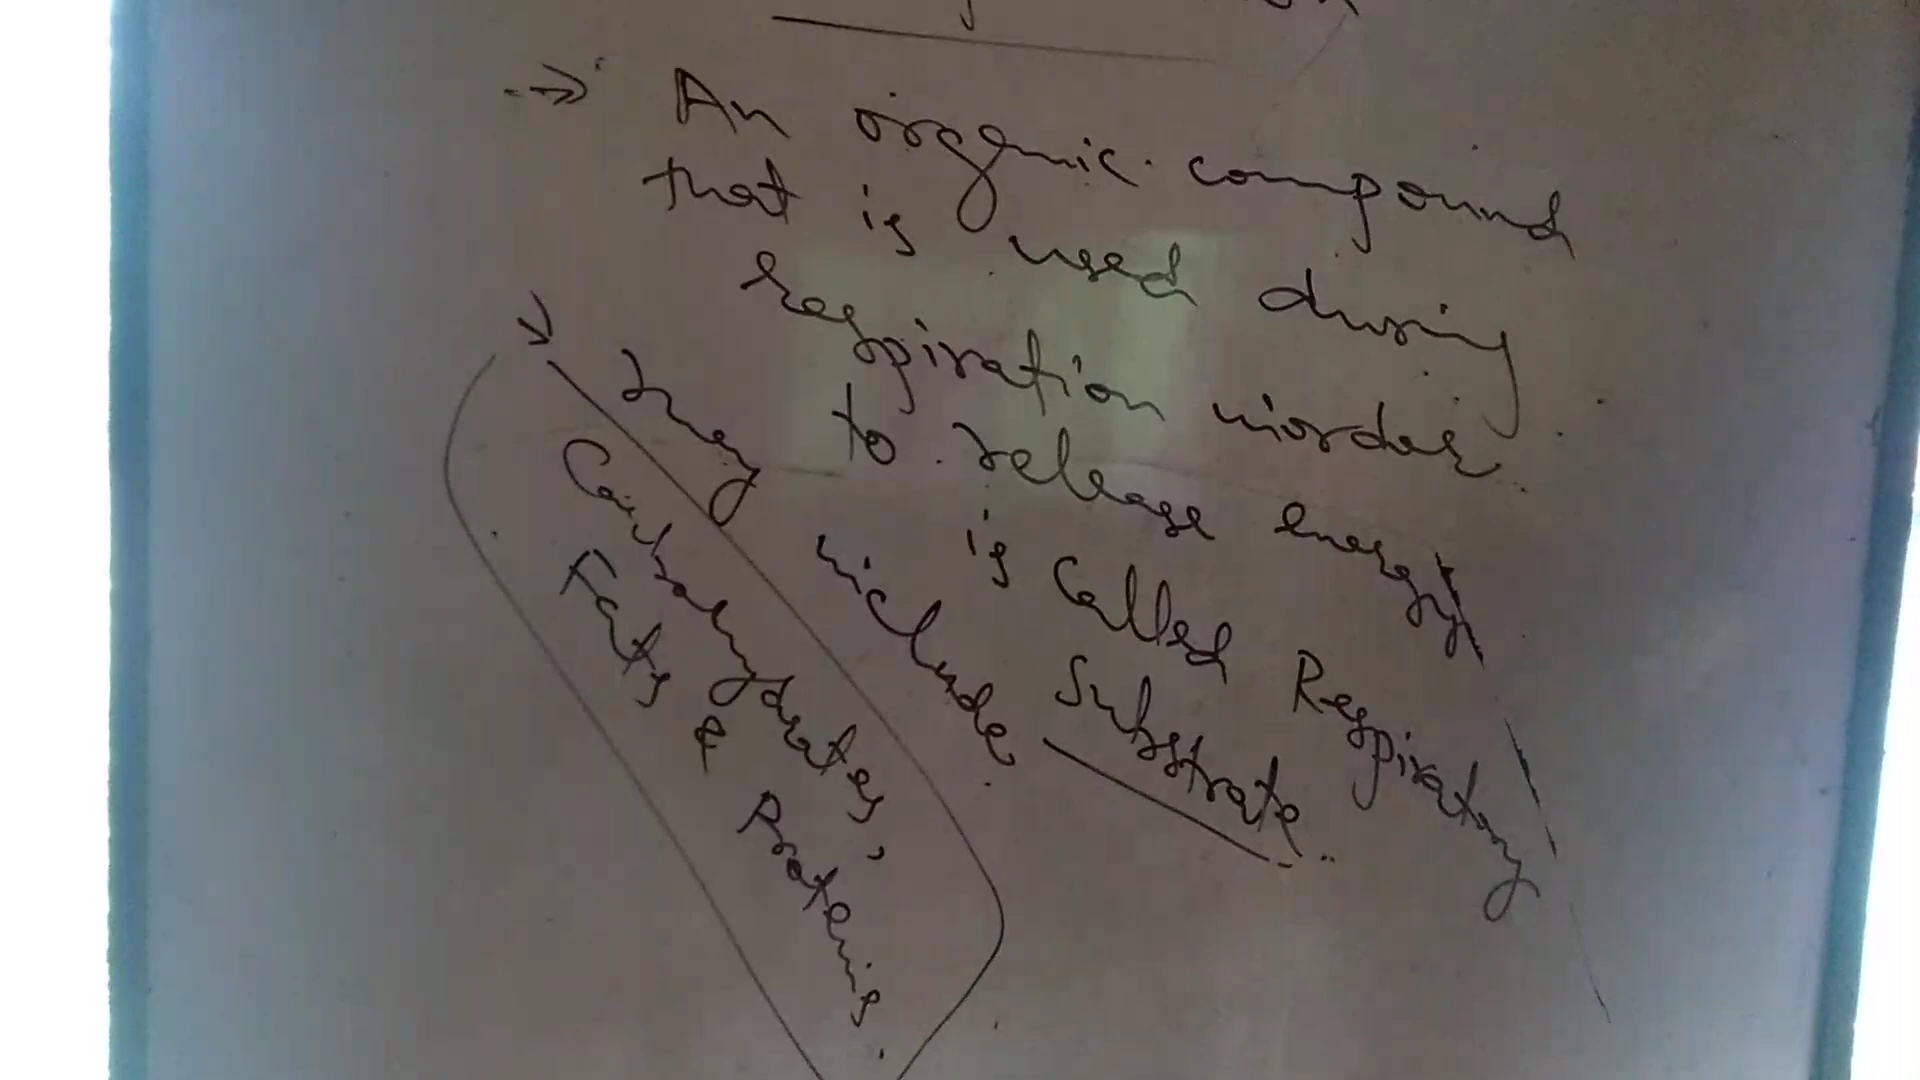 → An organic compound
that is used during
respiration inorder
to release energy
is called Respiratory
Substrate.
→ They include
Carbohydrates,
Fats & Proteins.